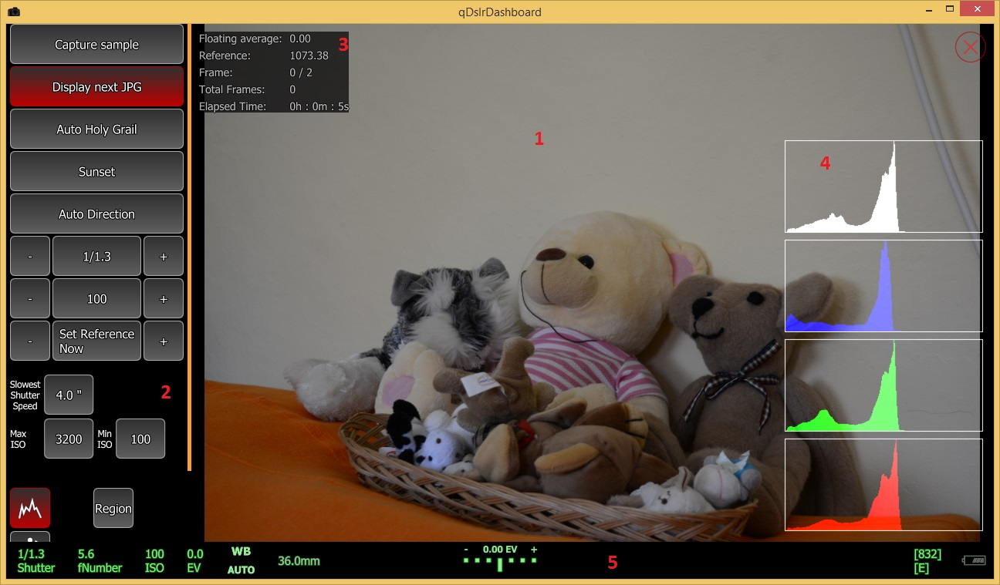 qDslrDashboard
Capture sample
Display next JPG
Auto Holy Grail
Sunset
Auto Direction
- 1/1.3 +
- 100 +
- Set Reference Now +
Slowest Shutter Speed 4.0 "
Max ISO 3200 Min ISO 100
2
Region
Floating average: 0.00
Reference: 1073.38
Frame: 0 / 2
Total Frames: 0
Elapsed Time: 0h : 0m : 5s
3
1
4
1/1.3 5.6 100 0.0 WB
Shutter fNumber ISO EV AUTO
36.0mm
- 0.00 EV +
5
[832]
[E]